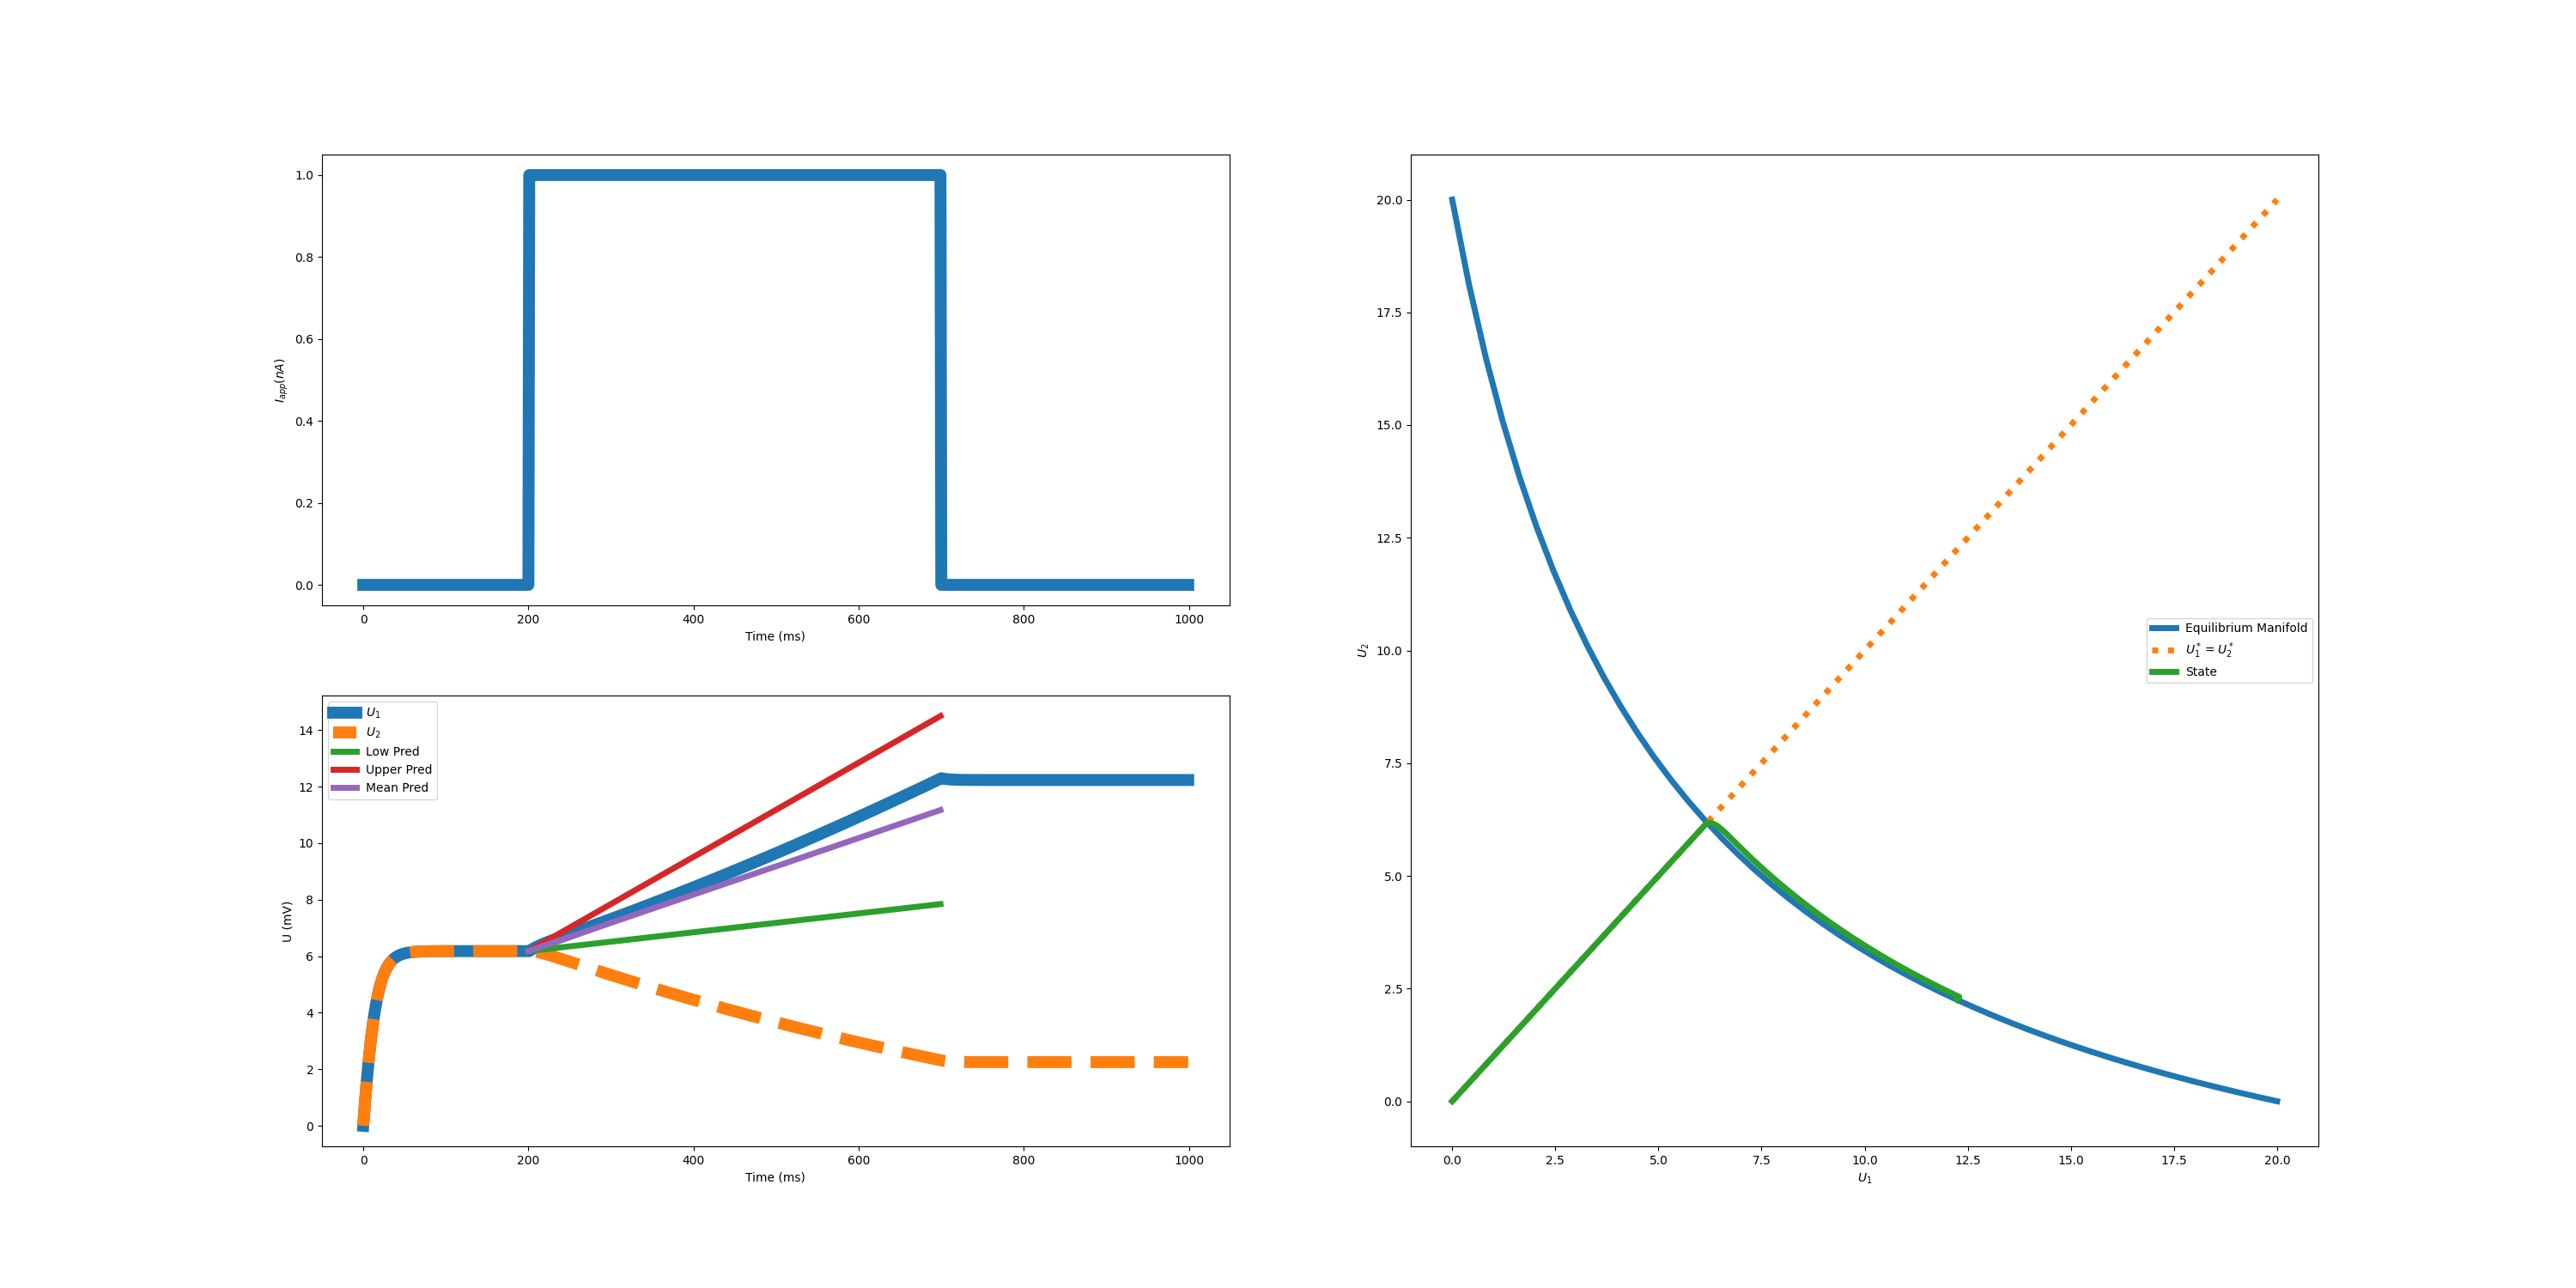 1.0
0.8
0.6
0.4
0.2
0.0
I_app(nA)
0 200 400 600 800 1000
Time (ms)
U_1
U_2
Low Pred
Upper Pred
Mean Pred
14
12
10
8
6
4
2
0
U (mV)
0 200 400 600 800 1000
Time (ms)
20.0
17.5
15.0
12.5
10.0
7.5
5.0
2.5
0.0
U_2
Equilibrium Manifold
U_1^* = U_2^*
State
0.0 2.5 5.0 7.5 10.0 12.5 15.0 17.5 20.0
U_1